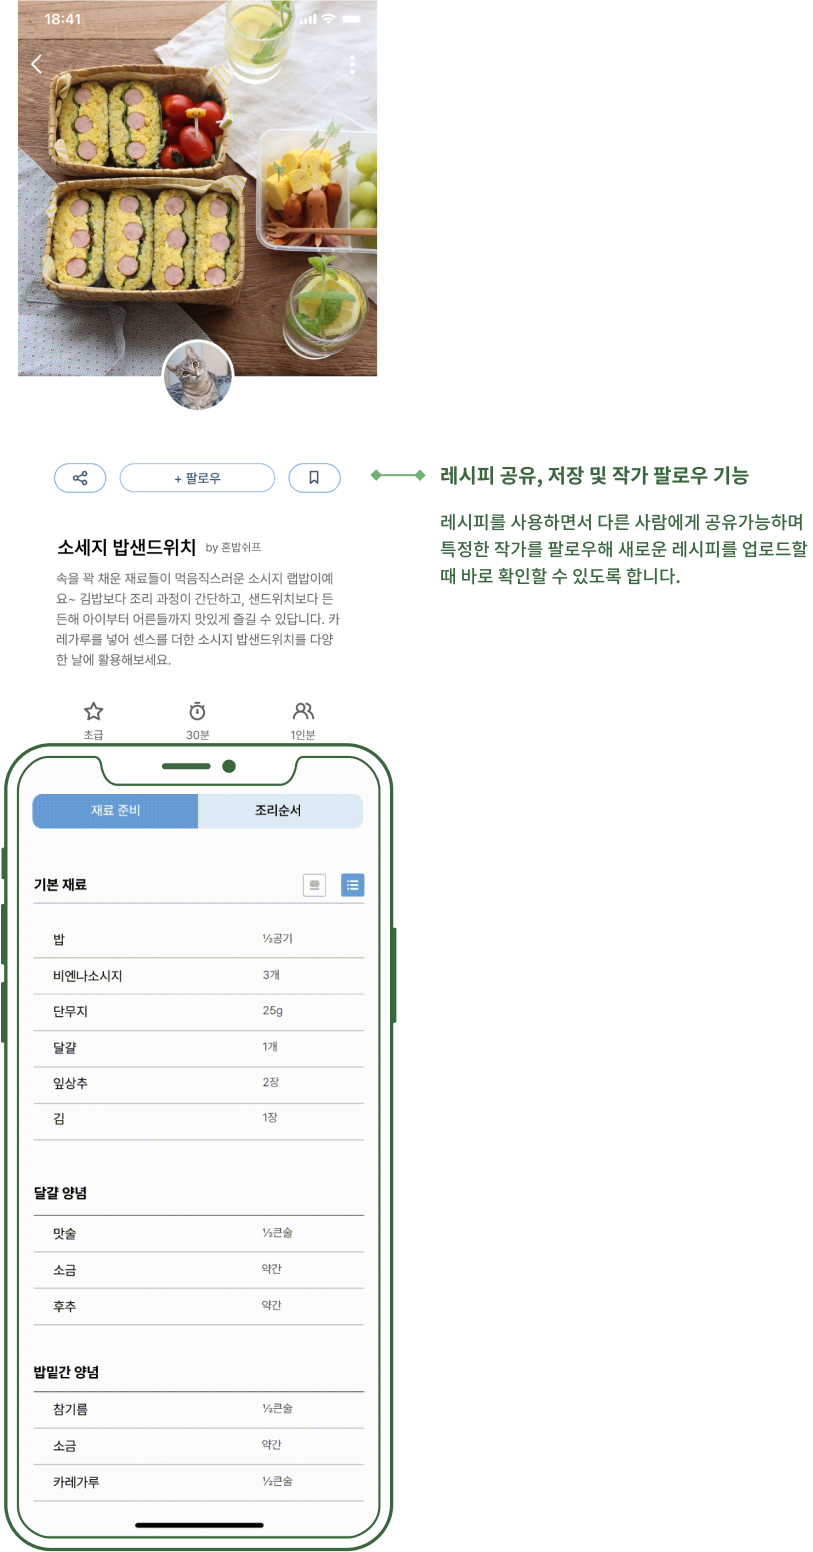 18:41
+ 팔로우
레시피 공유, 저장 및 작가 팔로우 기능
레시피를 사용하면서 다른 사람에게 공유가능하며
특정한 작가를 팔로우해 새로운 레시피를 업로드할
때 바로 확인할 수 있도록 합니다.
소세지 밥샌드위치 by 혼밥쉬프
속을 꽉 채운 재료들이 먹음직스러운 소시지 랩밥이예
요~ 김밥보다 조리 과정이 간단하고, 샌드위치보다 든
든해 아이부터 어른들까지 맛있게 즐길 수 있답니다. 카
레가루를 넣어 센스를 더한 소시지 밥샌드위치를 다양
한 날에 활용해보세요.
초급 30분 1인분
재료 준비 조리순서
기본 재료
밥 ½공기
비엔나소시지 3개
단무지 25g
달걀 1개
잎상추 2장
김 1장
달걀 양념
맛술 ½큰술
소금 약간
후추 약간
밥밑간 양념
참기름 ½큰술
소금 약간
카레가루 ½큰술